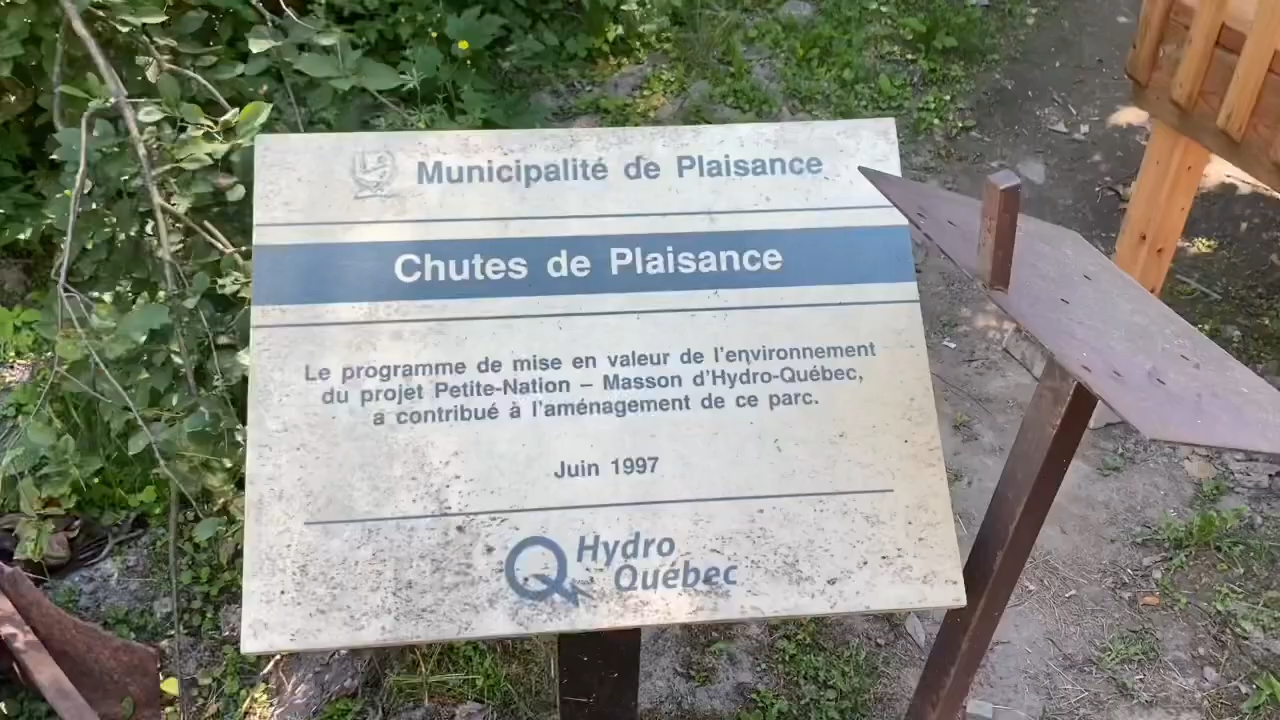 Municipalité de Plaisance
Chutes de Plaisance
Le programme de mise en valeur de l'environnement
du projet Petite-Nation – Masson d'Hydro-Québec,
a contribué à l'aménagement de ce parc.
Juin 1997
Hydro
Québec